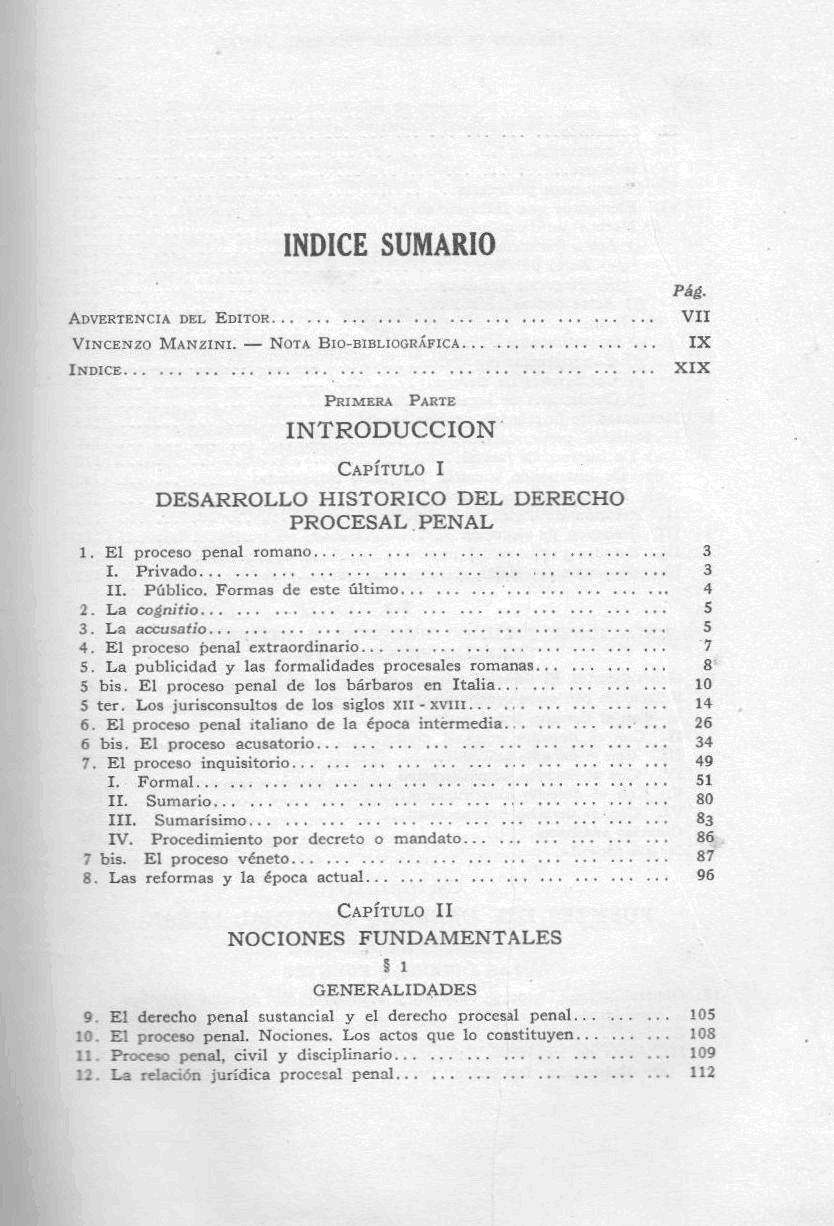 INDICE SUMARIO
Pág.
ADVERTENCIA DEL EDITOR... ... ... ... ... ... ... ... ... ... ... VII
VINCENZO MANZINI. — NOTA BIO-BIBLIOGRÁFICA... ... ... ... ... ... IX
INDICE... ... ... ... ... ... ... ... ... ... ... ... ... ... ... XIX
PRIMERA PARTE
INTRODUCCION
CAPÍTULO I
DESARROLLO HISTORICO DEL DERECHO
PROCESAL PENAL
1. El proceso penal romano... ... ... ... ... ... ... ... ... ... 3
I. Privado... ... ... ... ... ... ... ... ... ... ... ... ... 3
II. Público. Formas de este último... ... ... ... ... ... ... ... 4
2. La cognitio... ... ... ... ... ... ... ... ... ... ... ... ... 5
3. La accusatio... ... ... ... ... ... ... ... ... ... ... ... ... 5
4. El proceso penal extraordinario... ... ... ... ... ... ... ... ... 7
5. La publicidad y las formalidades procesales romanas... ... ... ... 8
5 bis. El proceso penal de los bárbaros en Italia... ... ... ... ... 10
5 ter. Los jurisconsultos de los siglos XII - XVIII... ... ... ... ... ... 14
6. El proceso penal italiano de la época intermedia... ... ... ... ... 26
6 bis. El proceso acusatorio... ... ... ... ... ... ... ... ... ... 34
7. El proceso inquisitorio... ... ... ... ... ... ... ... ... ... ... 49
I. Formal... ... ... ... ... ... ... ... ... ... ... ... ... 51
II. Sumario... ... ... ... ... ... ... ... ... ... ... ... ... 80
III. Sumarísimo... ... ... ... ... ... ... ... ... ... ... ... 83
IV. Procedimiento por decreto o mandato... ... ... ... ... ... 86
7 bis. El proceso véneto... ... ... ... ... ... ... ... ... ... ... 87
8. Las reformas y la época actual... ... ... ... ... ... ... ... ... 96
CAPÍTULO II
NOCIONES FUNDAMENTALES
§ 1
GENERALIDADES
9. El derecho penal sustancial y el derecho procesal penal... ... ... 105
10. El proceso penal. Nociones. Los actos que lo constituyen... ... ... 108
11. Proceso penal, civil y disciplinario... ... ... ... ... ... ... ... 109
12. La relación jurídica procesal penal... ... ... ... ... ... ... ... 112